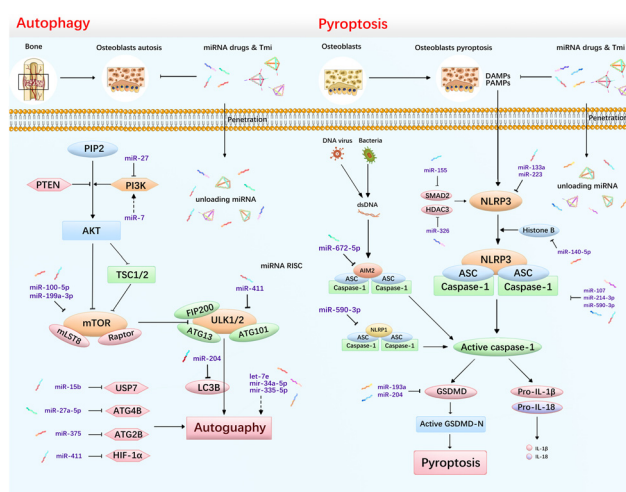 Autophagy
Bone
Osteoblasts autosis
miRNA drugs & Tmi
Penetration
PIP2
miR-27
PTEN
PI3K
miR-7
unloading miRNA
AKT
TSC1/2
miRNA RISC
miR-100-5p
miR-199a-3p
miR-411
FIP200
mTOR
ULK1/2
mLST8
Raptor
ATG13
ATG101
miR-204
LC3B
let-7e
mir-34a-5p
mir-335-5p
miR-15b
USP7
miR-27a-5p
ATG4B
miR-375
ATG2B
Autoguaphy
miR-411
HIF-1α
Pyroptosis
Osteoblasts
Osteoblasts pyroptosis
miRNA drugs & Tmi
DAMPs
PAMPs
Penetration
DNA virus
Bacteria
miR-155
miR-133a
miR-223
SMAD2
HDAC3
NLRP3
unloading miRNA
dsDNA
miR-326
Histone B
miR-672-5p
miR-140-5p
AIM2
NLRP3
ASC
ASC
Caspase-1
Caspase-1
ASC
ASC
Caspase-1
Caspase-1
miR-107
miR-214-3p
miR-590-3p
miR-590-3p
NLRP1
ASC
ASC
Caspase-1
Caspase-1
Active caspase-1
miR-193a
miR-204
GSDMD
Pro-IL-1β
Pro-IL-18
Active GSDMD-N
Pyroptosis
IL-1β
IL-18